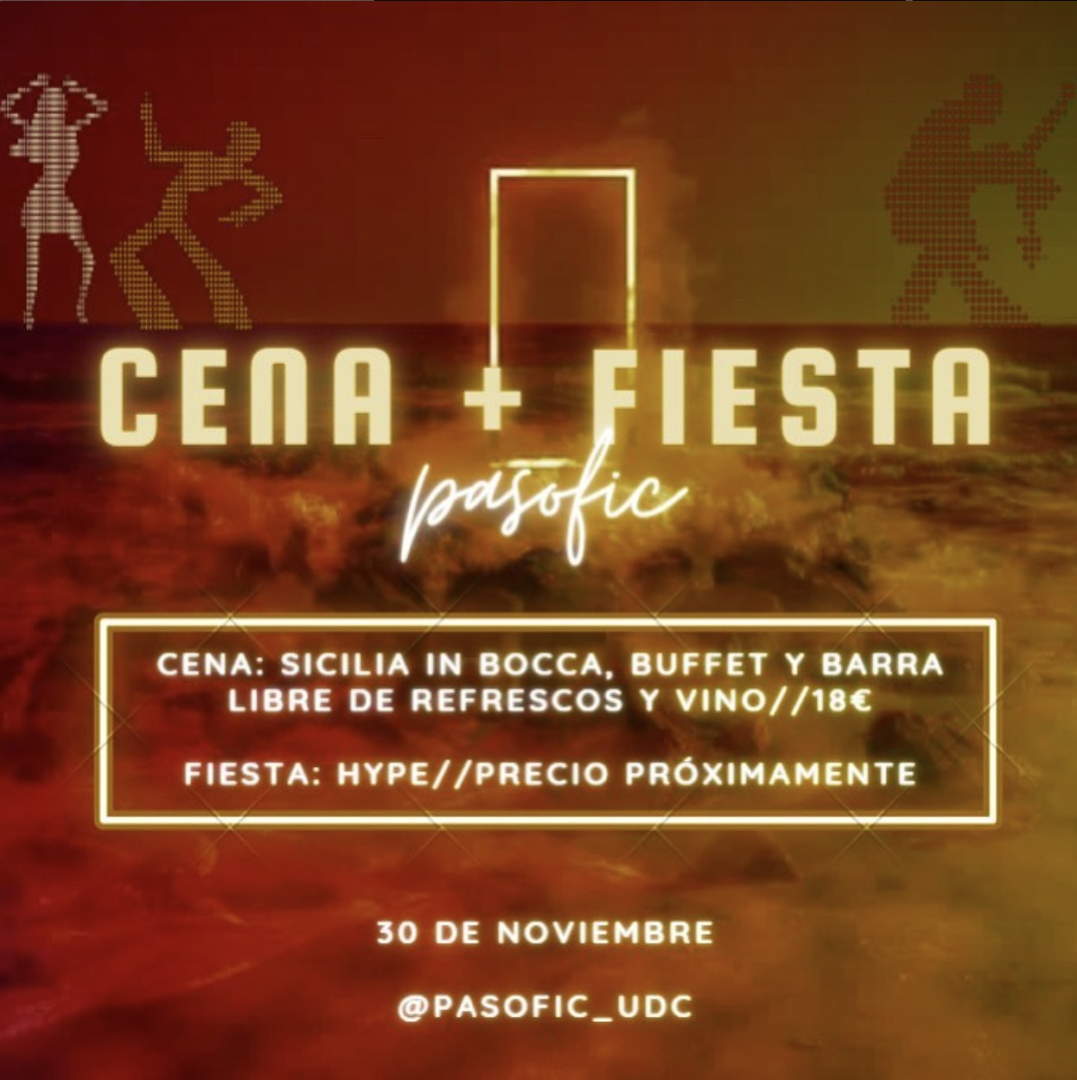 CENA + FIESTA
pasofic
CENA: SICILIA IN BOCCA, BUFFET Y BARRA
LIBRE DE REFRESCOS Y VINO//18€
FIESTA: HYPE//PRECIO PRÓXIMAMENTE
30 DE NOVIEMBRE
@PASOFIC_UDC